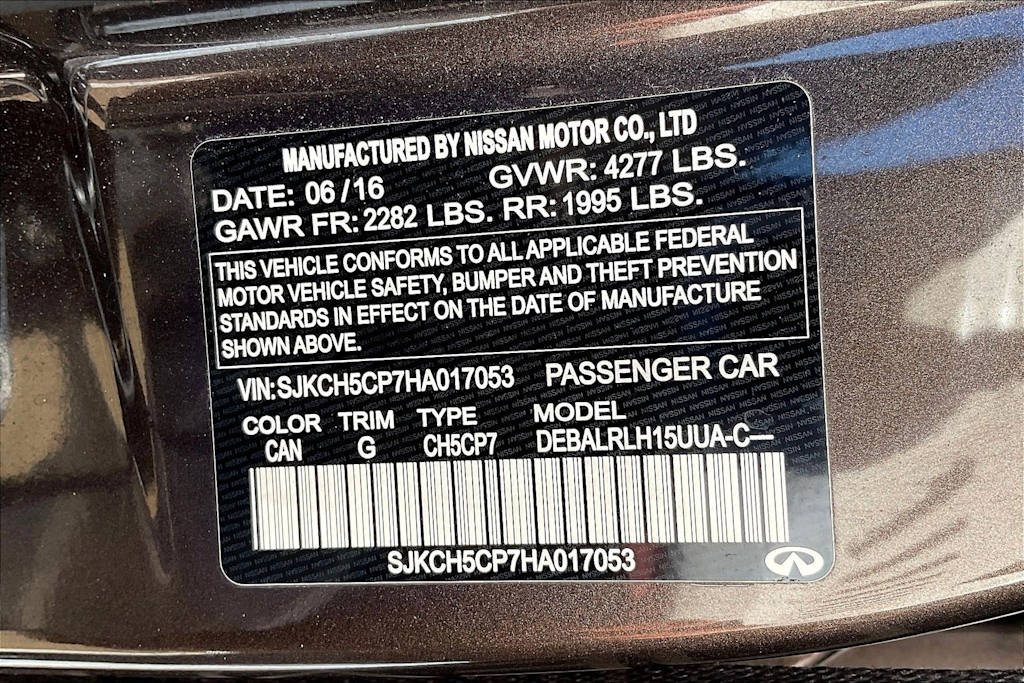 MANUFACTURED BY NISSAN MOTOR CO., LTD
DATE: 06/16 GVWR: 4277 LBS.
GAWR FR: 2282 LBS. RR: 1995 LBS.
THIS VEHICLE CONFORMS TO ALL APPLICABLE FEDERAL
MOTOR VEHICLE SAFETY, BUMPER AND THEFT PREVENTION
STANDARDS IN EFFECT ON THE DATE OF MANUFACTURE
SHOWN ABOVE.
VIN: SJKCH5CP7HA017053 PASSENGER CAR
COLOR TRIM TYPE MODEL
CAN G CH5CP7 DEBALRLH15UUA-C—
SJKCH5CP7HA017053